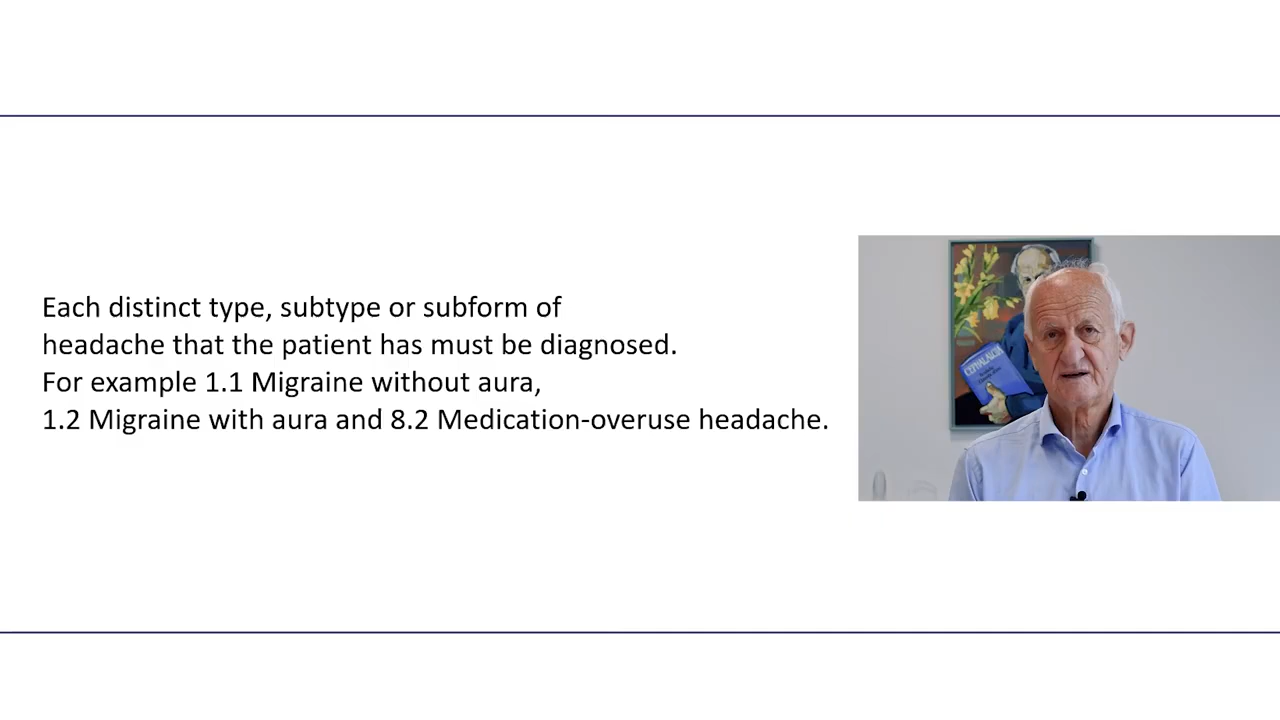 Each distinct type, subtype or subform of
headache that the patient has must be diagnosed.
For example 1.1 Migraine without aura,
1.2 Migraine with aura and 8.2 Medication-overuse headache.
CEPHALALGIA